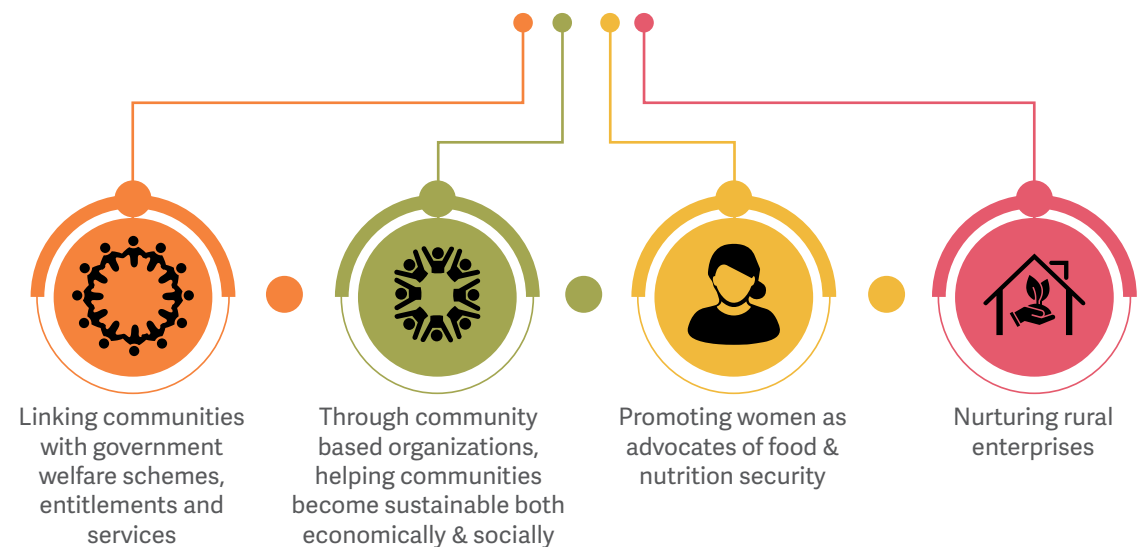 Linking communities
with government
welfare schemes,
entitlements and
services
Through community
based organizations,
helping communities
become sustainable both
economically & socially
Promoting women as
advocates of food &
nutrition security
Nurturing rural
enterprises